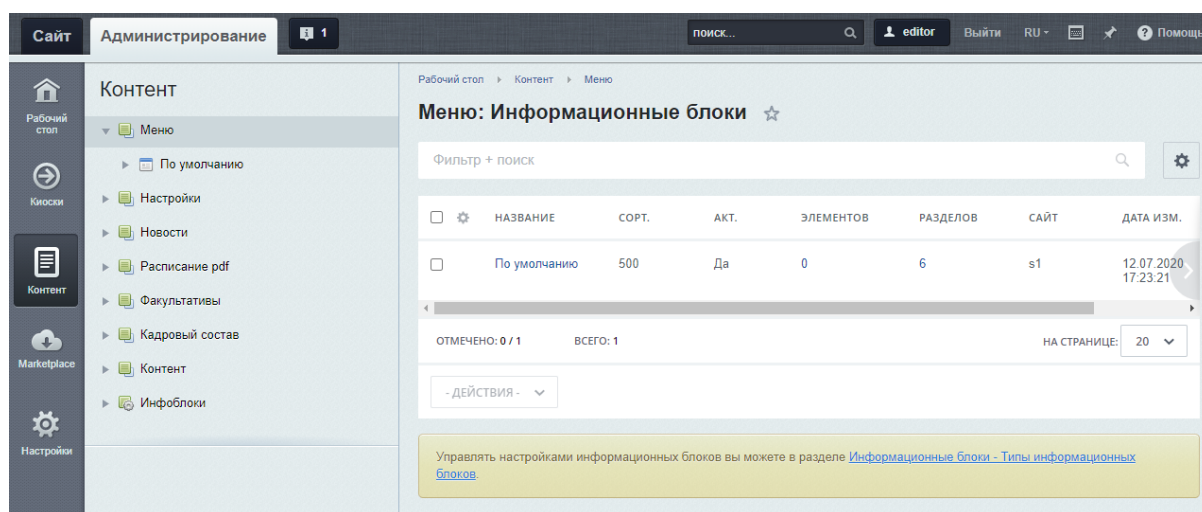 Сайт
Администрирование
1
поиск...
editor
Выйти
RU
Помощь
Рабочий
стол
Киоски
Контент
Marketplace
Настройки
Контент
Меню
По умолчанию
Настройки
Новости
Расписание pdf
Факультативы
Кадровый состав
Контент
Инфоблоки
Рабочий стол Контент Меню
Меню: Информационные блоки
Фильтр + поиск
НАЗВАНИЕ СОРТ. АКТ. ЭЛЕМЕНТОВ РАЗДЕЛОВ САЙТ ДАТА ИЗМ.
По умолчанию 500 Да 0 6 s1 12.07.2020
17:23:21
ОТМЕЧЕНО: 0 / 1 ВСЕГО: 1 НА СТРАНИЦЕ: 20
- ДЕЙСТВИЯ -
Управлять настройками информационных блоков вы можете в разделе Информационные блоки - Типы информационных
блоков.